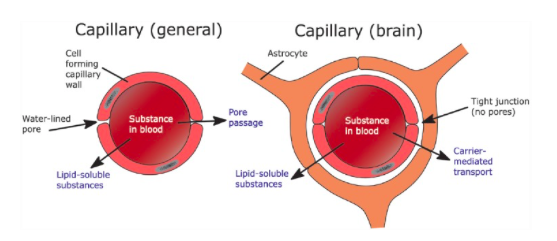 Capillary (general)
Capillary (brain)
Cell
forming
capillary
wall
Water-lined
pore
Substance
in blood
Pore
passage
Lipid-soluble
substances
Astrocyte
Substance
in blood
Tight junction
(no pores)
Carrier-
mediated
transport
Lipid-soluble
substances